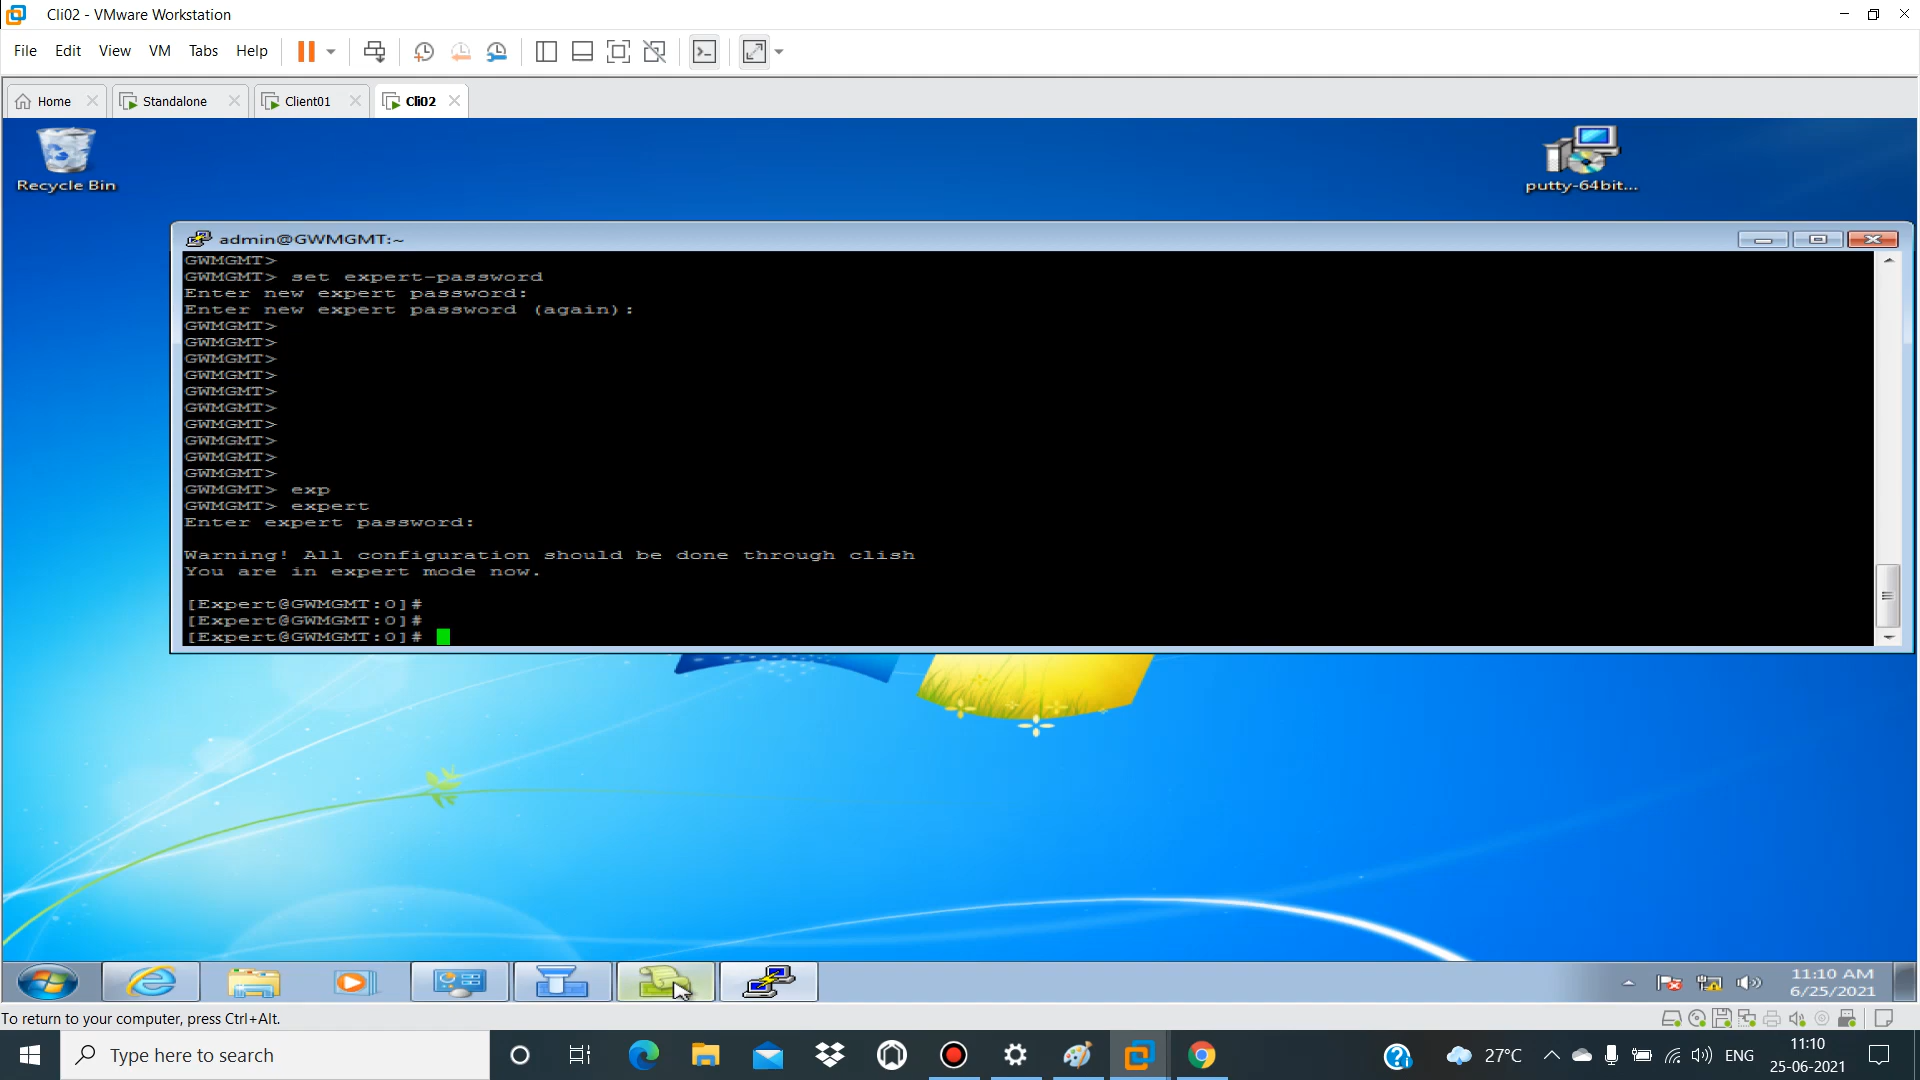 Cli02 - VMware Workstation
File Edit View VM Tabs Help
Home Standalone Client01 Cli02
Recycle Bin
putty-64bit...
admin@GWMGMT:~
GWMGMT>
GWMGMT> set expert-password
Enter new expert password:
Enter new expert password (again):
GWMGMT>
GWMGMT>
GWMGMT>
GWMGMT>
GWMGMT>
GWMGMT>
GWMGMT>
GWMGMT>
GWMGMT>
GWMGMT>
GWMGMT> exp
GWMGMT> expert
Enter expert password:
Warning! All configuration should be done through clish
You are in expert mode now.
[Expert@GWMGMT:0]#
[Expert@GWMGMT:0]#
[Expert@GWMGMT:0]#
11:10 AM
6/25/2021
To return to your computer, press Ctrl+Alt.
Type here to search
27°C
ENG
11:10
25-06-2021